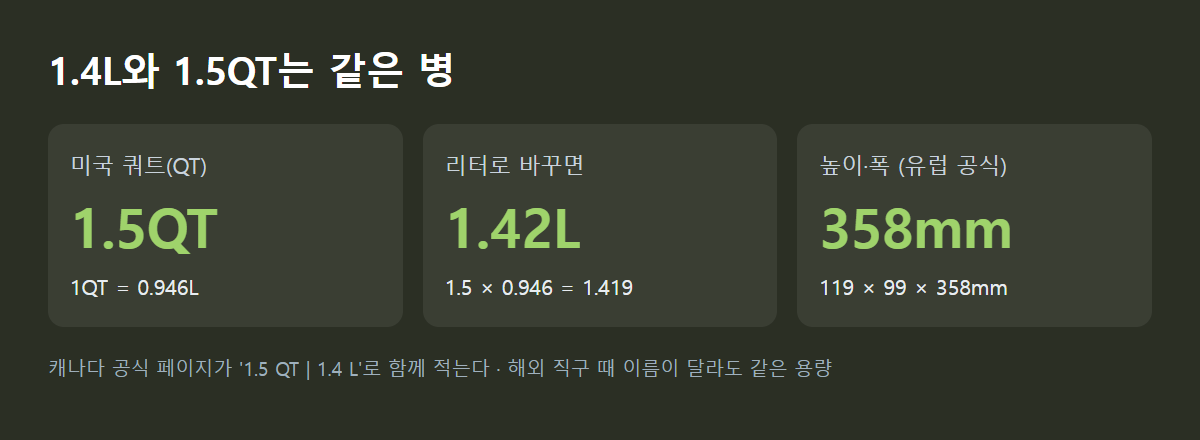 1.4L와 1.5QT는 같은 병
미국 쿼트(QT)
1.5QT
1QT = 0.946L
리터로 바꾸면
1.42L
1.5 × 0.946 = 1.419
높이·폭 (유럽 공식)
358mm
119 × 99 × 358mm
캐나다 공식 페이지가 '1.5 QT | 1.4 L'로 함께 적는다 · 해외 직구 때 이름이 달라도 같은 용량